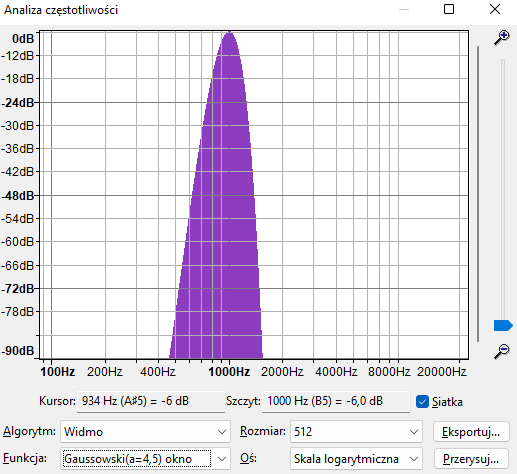 Analiza częstotliwości
0dB
-12dB
-18dB
-24dB
-30dB
-36dB
-42dB
-48dB
-54dB
-60dB
-66dB
-72dB
-78dB
-90dB
100Hz 200Hz 400Hz 1000Hz 2000Hz 4000Hz 10000Hz 20000Hz
Kursor: 934 Hz (A♯5) = -6 dB Szczyt: 1000 Hz (B5) = -6,0 dB Siatka
Algorytm: Widmo Rozmiar: 512 Eksportuj...
Funkcja: Gaussowski(a=4,5) okno Oś: Skala logarytmiczna Przerysuj...